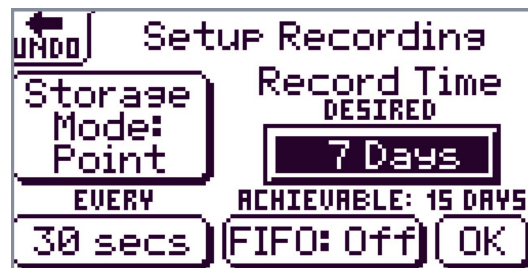 UNDO
Setup Recording
Storage
Mode:
Point
Record Time
DESIRED
7 Days
EVERY
ACHIEVABLE: 15 DAYS
30 secs
FIFO: Off
OK